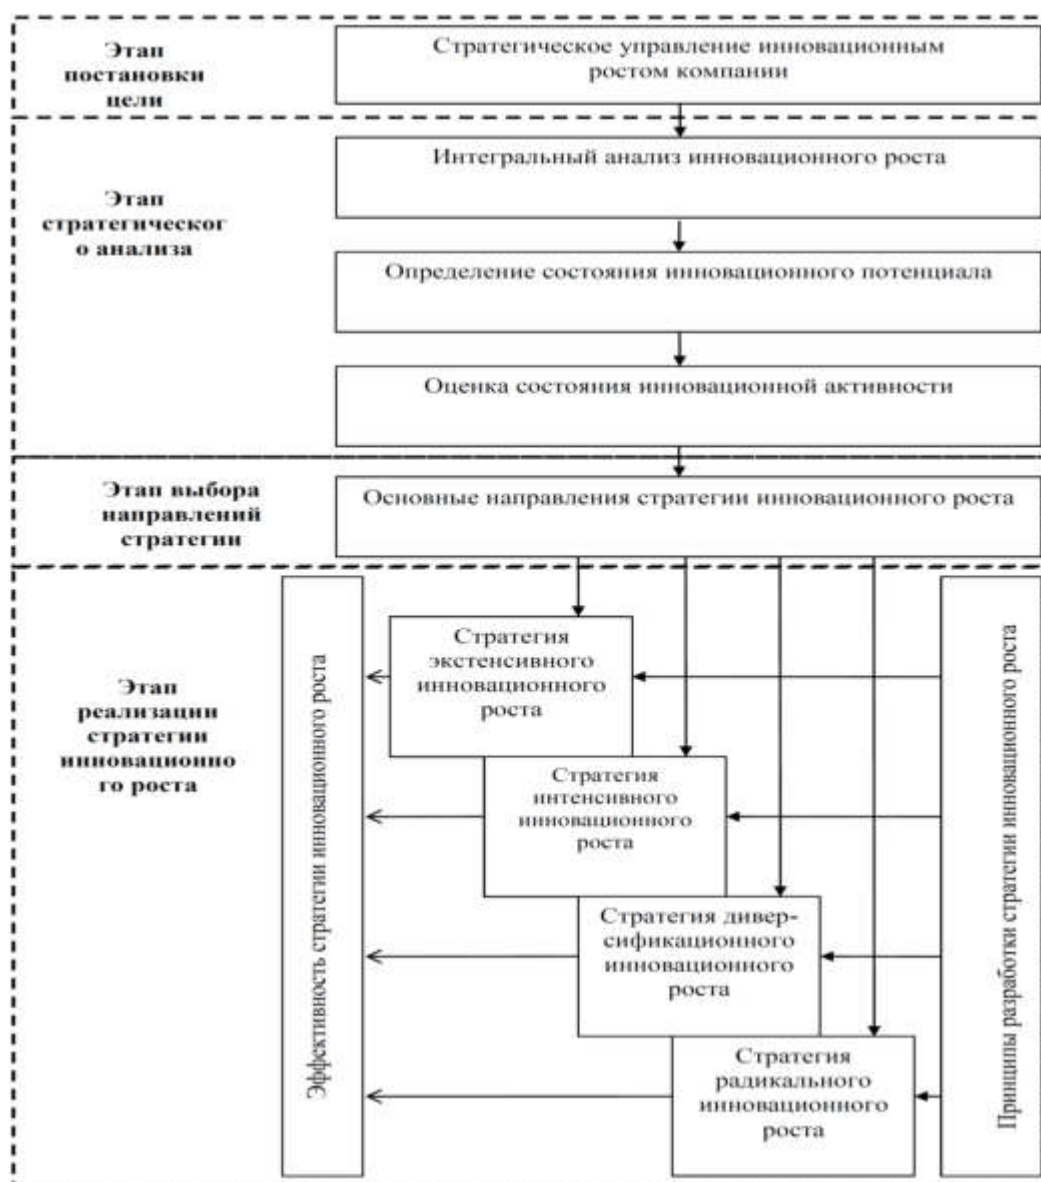 Этап
постановки
цели
Стратегическое управление инновационным
ростом компании
Этап
стратегическог
о анализа
Интегральный анализ инновационного роста
Определение состояния инновационного потенциала
Оценка состояния инновационной активности
Этап выбора
направлений
стратегии
Основные направления стратегии инновационного роста
Этап
реализации
стратегии
инновационно
го роста
Эффективность стратегии инновационного роста
Стратегия
экстенсивного
инновационного
роста
Стратегия
интенсивного
инновационного
роста
Стратегия дивер-
сификационного
инновационного
роста
Стратегия
радикального
инновационного
роста
Принципы разработки стратегии инновационного роста